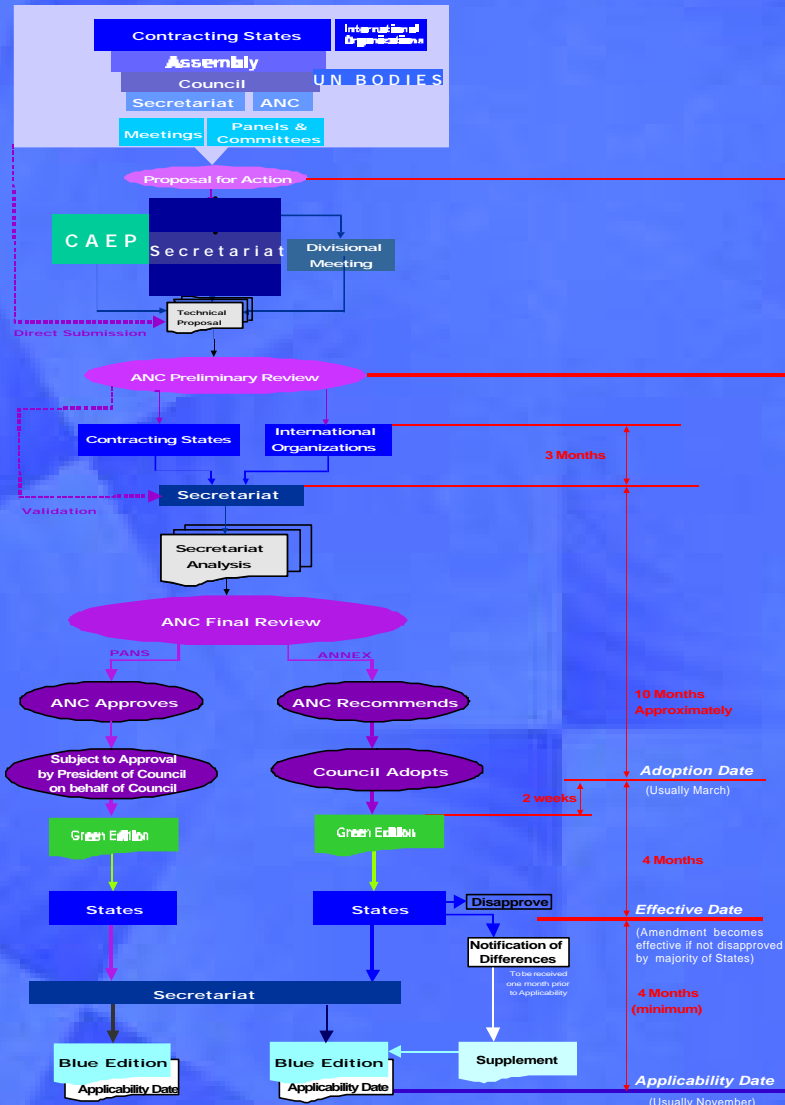 Contracting States
International
Organizations
Assembly
Council
UN BODIES
Secretariat
ANC
Meetings
Panels &
Committees
Proposal for Action
CAEP
Secretariat
Divisional
Meeting
Technical
Proposal
Direct Submission
ANC Preliminary Review
Contracting States
International
Organizations
3 Months
Secretariat
Validation
Secretariat
Analysis
ANC Final Review
PANS
ANNEX
ANC Approves
ANC Recommends
10 Months
Approximately
Subject to Approval
by President of Council
on behalf of Council
Council Adopts
Adoption Date
(Usually March)
2 weeks
Green Edition
Green Edition
4 Months
States
States
Disapprove
Effective Date
(Amendment becomes
effective if not disapproved
by majority of States)
Notification of
Differences
To be received
one month prior
to Applicability
Secretariat
4 Months
(minimum)
Blue Edition
Applicability Date
Blue Edition
Applicability Date
Supplement
Applicability Date
(Usually November)